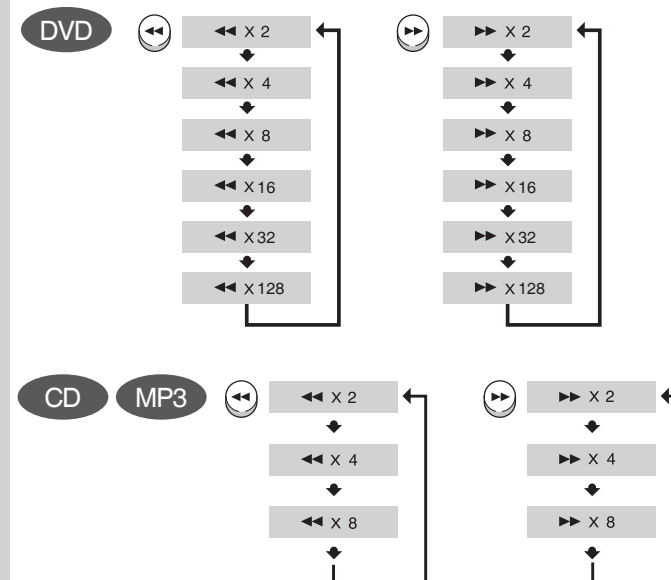 DVD
◀◀ X 2
◀◀ X 4
◀◀ X 8
◀◀ X 16
◀◀ X 32
◀◀ X 128
▶▶ X 2
▶▶ X 4
▶▶ X 8
▶▶ X 16
▶▶ X 32
▶▶ X 128
CD MP3
◀◀ X 2
◀◀ X 4
◀◀ X 8
▶▶ X 2
▶▶ X 4
▶▶ X 8